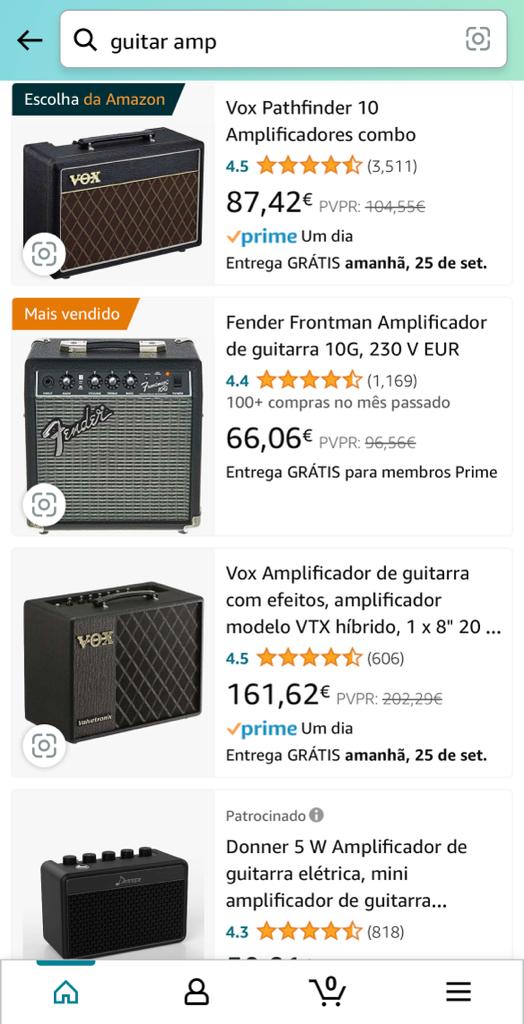 guitar amp
Escolha da Amazon
VOX
Vox Pathfinder 10
Amplificadores combo
4.5 (3,511)
87,42€ PVPR: 104,55€
prime Um dia
Entrega GRÁTIS amanhã, 25 de set.
Mais vendido
Fender
Frontman
10G
Fender Frontman Amplificador
de guitarra 10G, 230 V EUR
4.4 (1,169)
100+ compras no mês passado
66,06€ PVPR: 96,56€
Entrega GRÁTIS para membros Prime
VOX
Valvetronix
Vox Amplificador de guitarra
com efeitos, amplificador
modelo VTX híbrido, 1 x 8" 20 ...
4.5 (606)
161,62€ PVPR: 202,29€
prime Um dia
Entrega GRÁTIS amanhã, 25 de set.
Donner
Patrocinado
Donner 5 W Amplificador de
guitarra elétrica, mini
amplificador de guitarra...
4.3 (818)
0